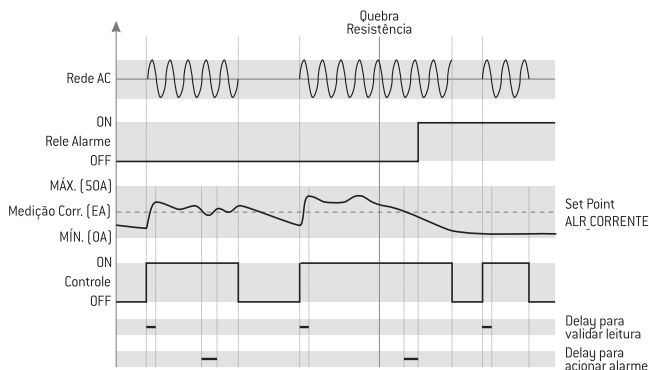 Quebra
Resistência
Rede AC
ON
Rele Alarme
OFF
MÁX. (50A)
Medição Corr. (EA)
MÍN. (0A)
Set Point
ALR_CORRENTE
ON
Controle
OFF
Delay para
validar leitura
Delay para
acionar alarme